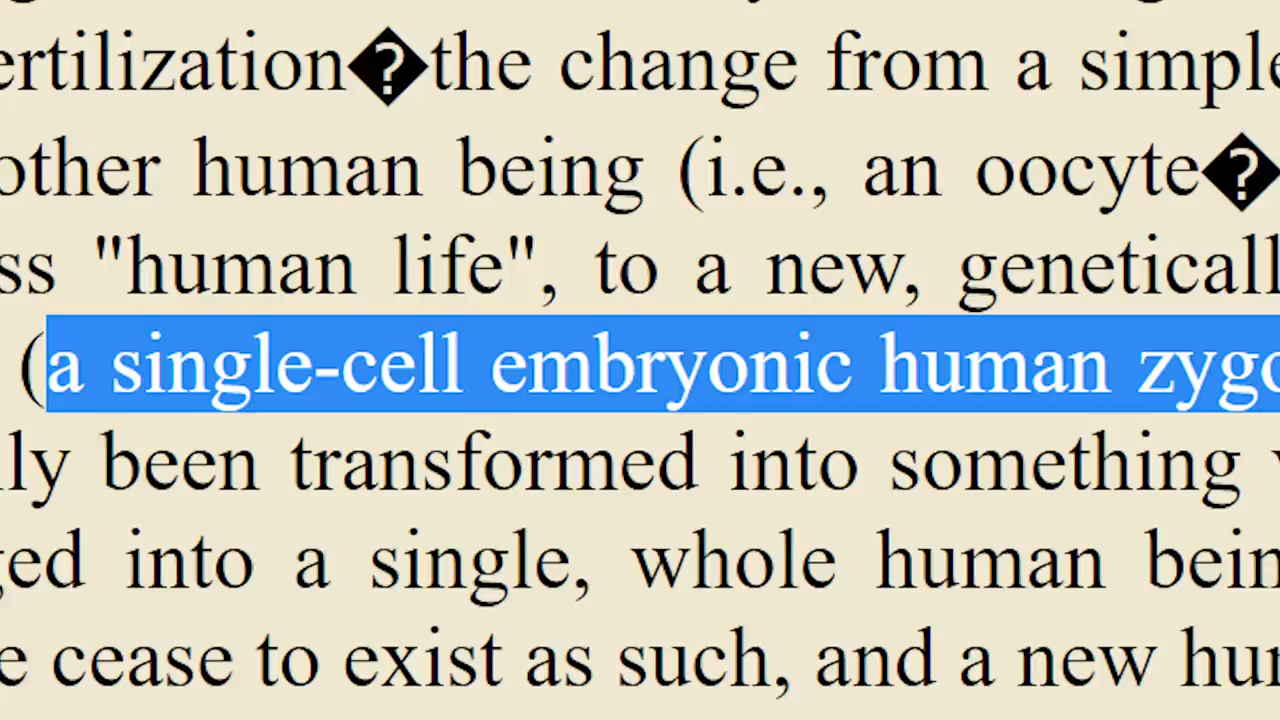 ertilization�the change from a simple
other human being (i.e., an oocyte�
ss "human life", to a new, geneticall
(a single-cell embryonic human zygo
lly been transformed into something
ged into a single, whole human bein
e cease to exist as such, and a new hum